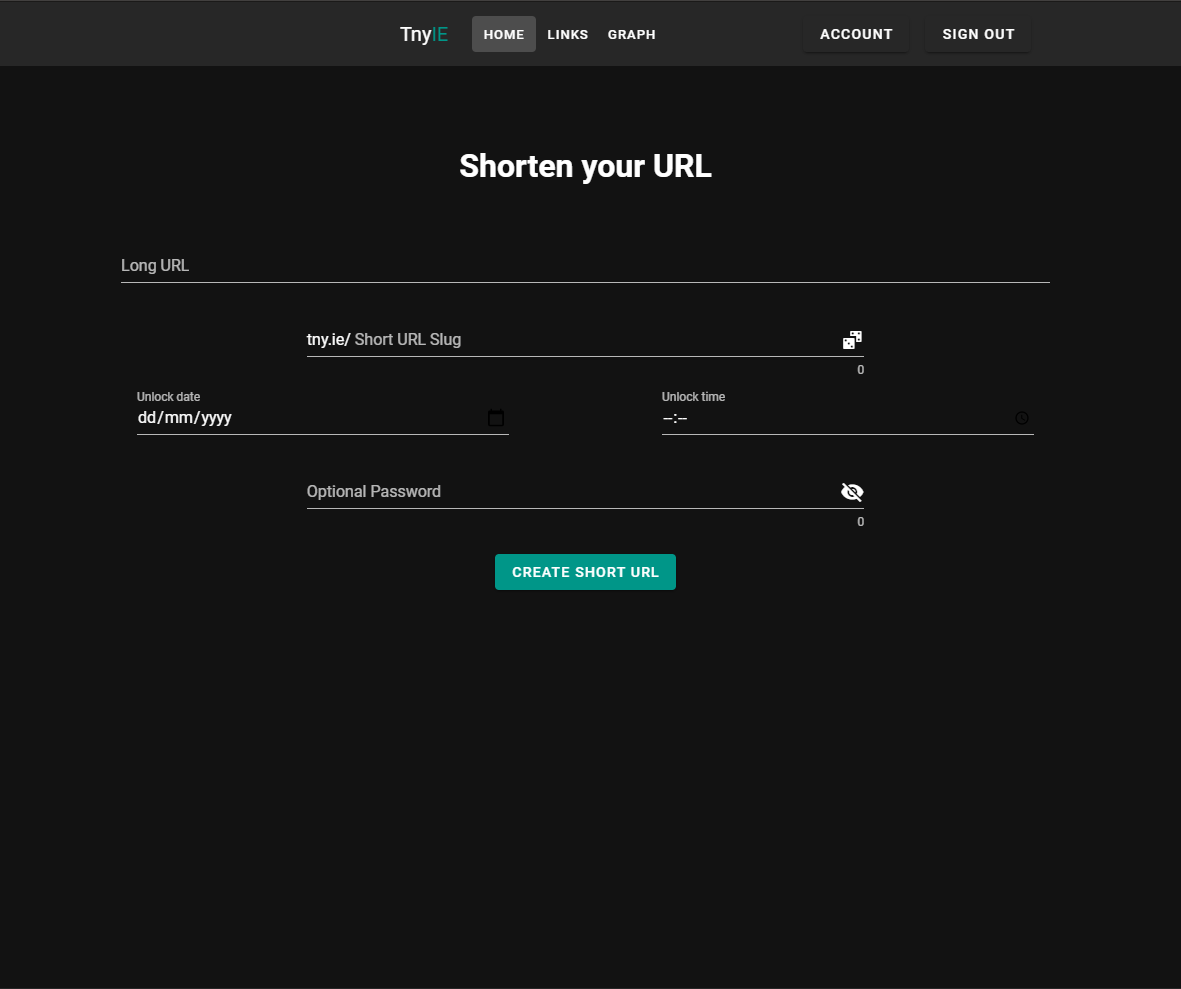 TnyIE HOME LINKS GRAPH ACCOUNT SIGN OUT
Shorten your URL
Long URL
tny.ie/ Short URL Slug
0
Unlock date Unlock time
dd/mm/yyyy --:--
Optional Password
0
CREATE SHORT URL